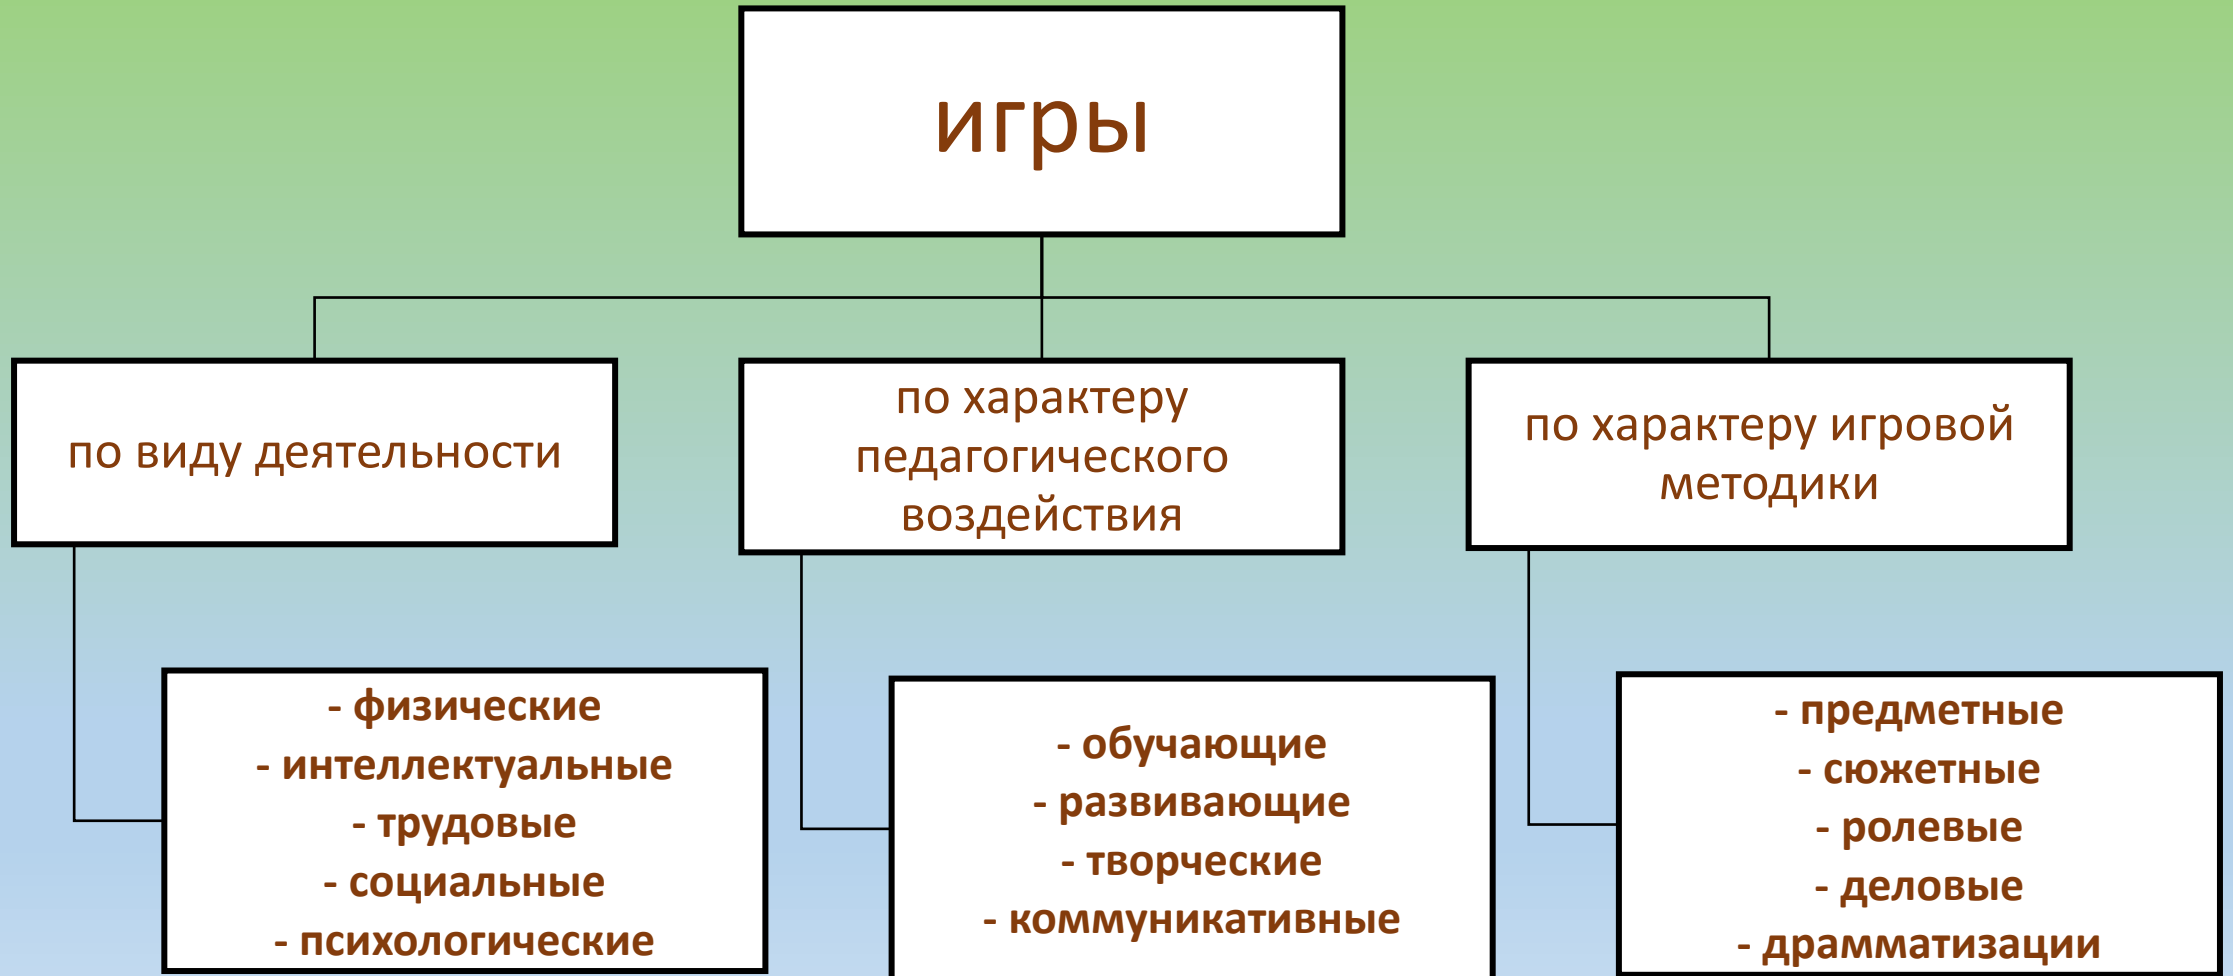 игры
по виду деятельности
по характеру
педагогического
воздействия
по характеру игровой
методики
- физические
- интеллектуальные
- трудовые
- социальные
- психологические
- обучающие
- развивающие
- творческие
- коммуникативные
- предметные
- сюжетные
- ролевые
- деловые
- драмматизации